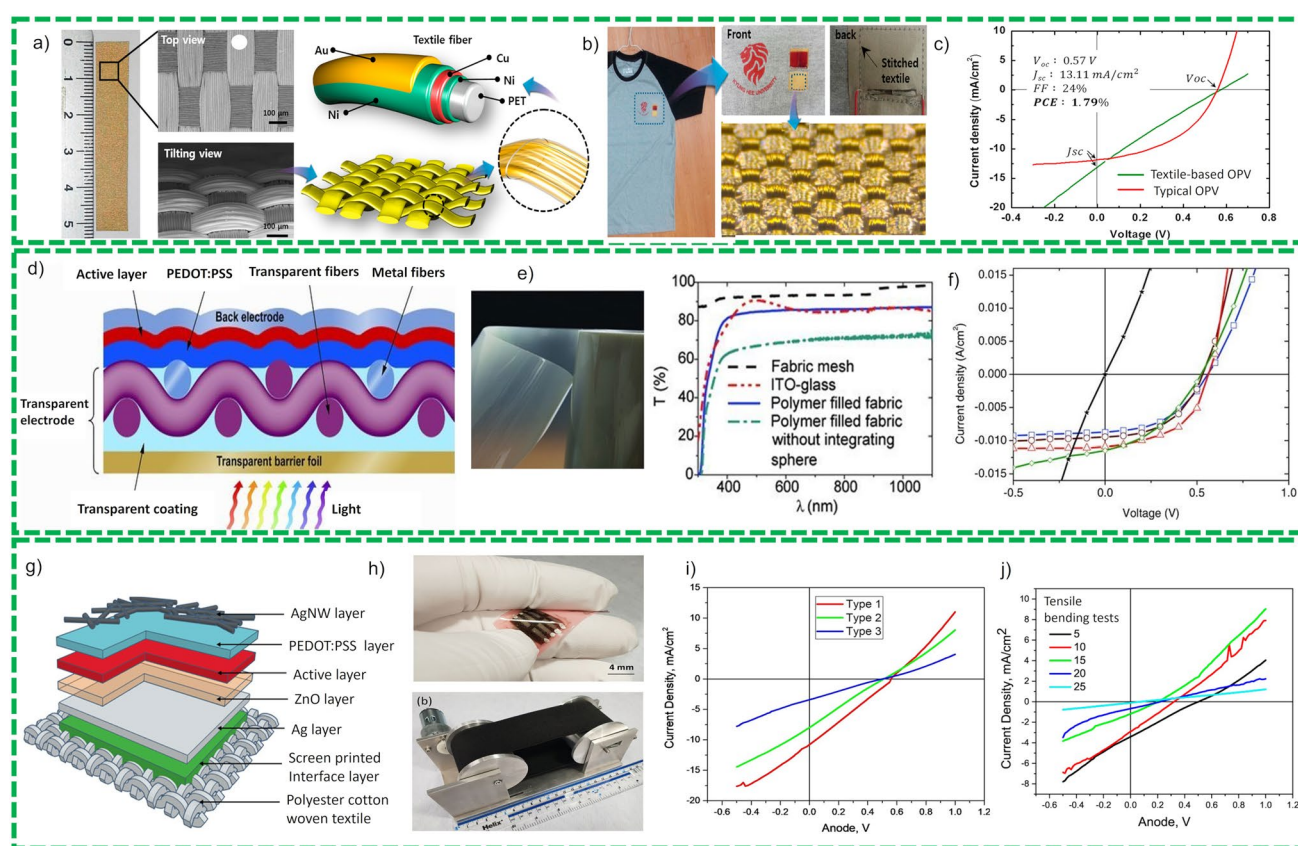 a)
0
1
2
3
4
5
Top view
100 μm
Tilting view
100 μm
Textile fiber
Au
Cu
Ni
PET
Ni
b)
Front
back
Stitched
textile
c)
Current density (mA/cm²)
10
5
0
-5
-10
-15
-20
V_oc : 0.57 V
J_sc : 13.11 mA/cm²
FF : 24%
PCE : 1.79%
Voc
Jsc
Textile-based OPV
Typical OPV
-0.4 -0.2 0.0 0.2 0.4 0.6 0.8
Voltage (V)
d)
Active layer PEDOT:PSS Transparent fibers Metal fibers
Back electrode
Transparent
electrode
Transparent barrier foil
Transparent coating
Light
e)
T (%)
100
80
60
40
20
0
Fabric mesh
ITO-glass
Polymer filled fabric
Polymer filled fabric
without integrating
sphere
400 600 800 1000
λ (nm)
f)
Current density (A/cm²)
0.015
0.010
0.005
0.000
-0.005
-0.010
-0.015
-0.5 0.0 0.5 1.0
Voltage (V)
g)
AgNW layer
PEDOT:PSS layer
Active layer
ZnO layer
Ag layer
Screen printed
Interface layer
Polyester cotton
woven textile
h)
4 mm
(b)
Helix
i)
Current Density, mA/cm²
15
10
5
0
-5
-10
-15
-20
Type 1
Type 2
Type 3
-0.6 -0.4 -0.2 0.0 0.2 0.4 0.6 0.8 1.0 1.2
Anode, V
j)
Current Density, mA/cm2
10
8
6
4
2
0
-2
-4
-6
-8
Tensile
bending tests
5
10
15
20
25
-0.6 -0.4 -0.2 0.0 0.2 0.4 0.6 0.8 1.0 1.2
Anode, V